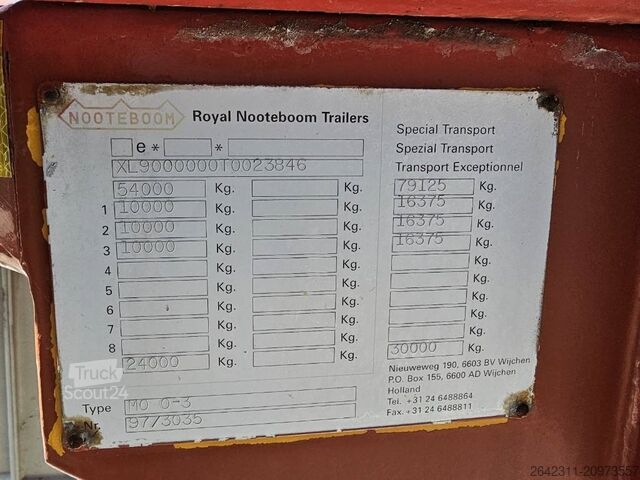 NOOTEBOOM Royal Nooteboom Trailers
e* *
XL9000000T0023846
Special Transport
Spezial Transport
Transport Exceptionnel
54000 Kg. Kg. 79125 Kg.
1 10000 Kg. Kg. 16375 Kg.
2 10000 Kg. Kg. 16375 Kg.
3 10000 Kg. Kg. 16375 Kg.
4 Kg. Kg. Kg.
5 Kg. Kg. Kg.
6 Kg. Kg. Kg.
7 Kg. Kg. Kg.
8 Kg. Kg. Kg.
24000 Kg. Kg. 30000 Kg.
Type MO 0-3
Nr. 97/3035
Nieuweweg 190, 6603 BV Wijchen
P.O. Box 155, 6600 AD Wijchen
Holland
Tel. +31 24 6488864
Fax. +31 24 6488811
Truck
Scout24
2642311-20973557